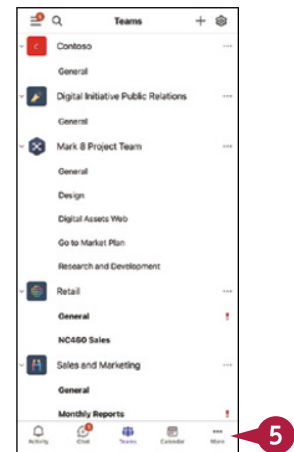 Teams
Contoso
General
Digital Initiative Public Relations
General
Mark 8 Project Team
General
Design
Digital Assets Web
Go to Market Plan
Research and Development
Retail
General
NC460 Sales
Sales and Marketing
General
Monthly Reports
Activity Chat Teams Calendar More
5